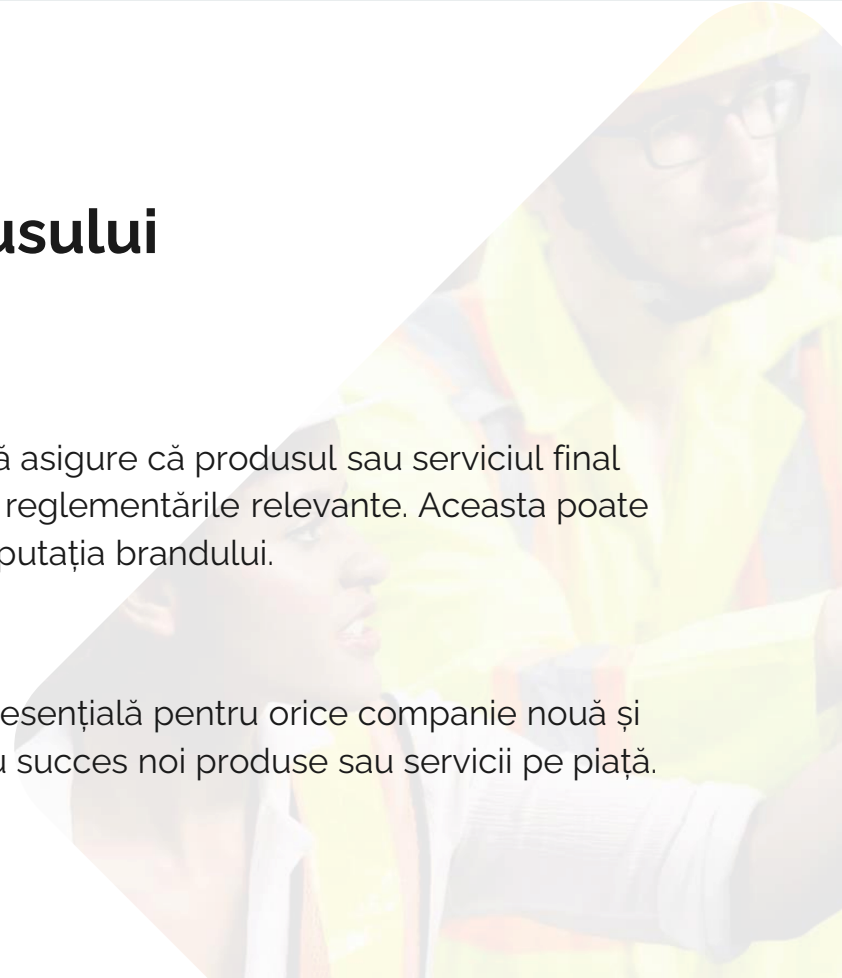 usului
ă asigure că produsul sau serviciul final
reglementările relevante. Aceasta poate
putația brandului.
esențială pentru orice companie nouă și
u succes noi produse sau servicii pe piață.